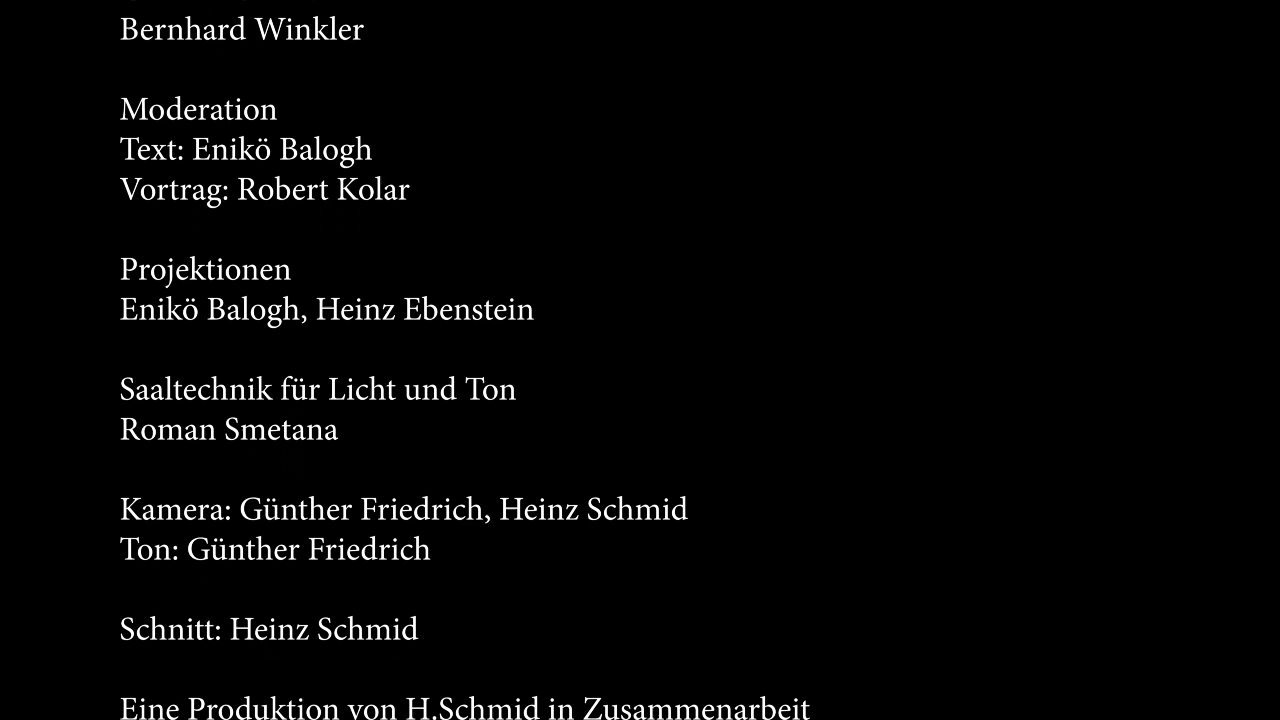 Bernhard Winkler
Moderation
Text: Enikö Balogh
Vortrag: Robert Kolar
Projektionen
Enikö Balogh, Heinz Ebenstein
Saaltechnik für Licht und Ton
Roman Smetana
Kamera: Günther Friedrich, Heinz Schmid
Ton: Günther Friedrich
Schnitt: Heinz Schmid
Eine Produktion von H.Schmid in Zusammenarbeit